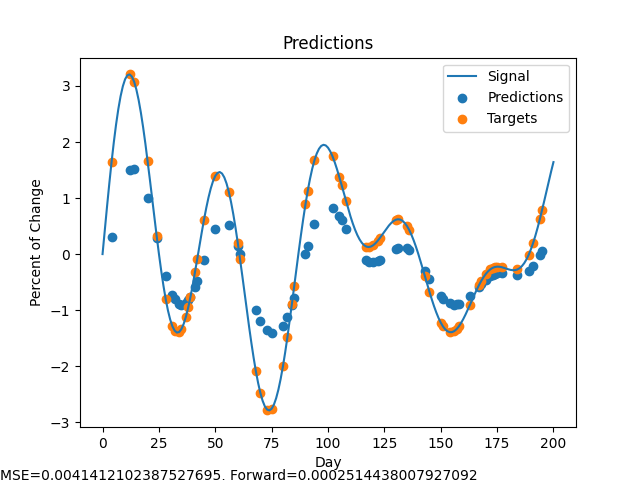 Predictions
Signal
Predictions
Targets
Percent of Change
3
2
1
0
−1
−2
−3
0 25 50 75 100 125 150 175 200
Day
MSE=0.0041412102387527695, Forward=0.0002514438007927092